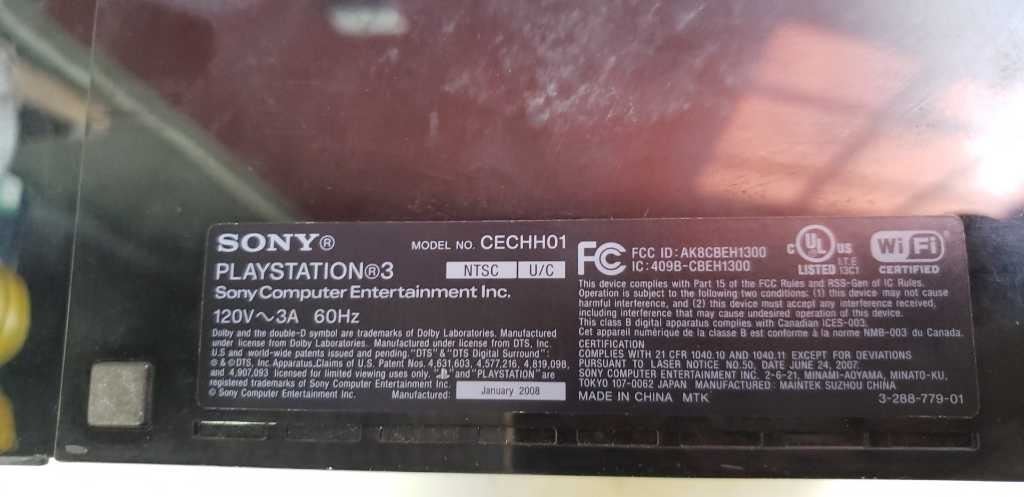 SONY®
PLAYSTATION®3
Sony Computer Entertainment Inc.
120V～3A 60Hz
MODEL NO. CECHH01
NTSC U/C
Dolby and the double-D symbol are trademarks of Dolby Laboratories. Manufactured
under license from Dolby Laboratories. Manufactured under license from DTS, Inc.
U.S and world-wide patents issued and pending. "DTS" & "DTS Digital Surround":
® & © DTS, Inc. Apparatus Claims of U.S. Patent Nos. 4,631,603, 4,577,216, 4,819,098,
and 4,907,093 licensed for limited viewing uses only. " " and "PLAYSTATION" are
registered trademarks of Sony Computer Entertainment Inc.
© Sony Computer Entertainment Inc. Manufactured: January 2008
FC FCC ID: AK8CBEH1300
IC: 409B-CBEH1300
C UL US
LISTED I.T.E 13C1
Wi Fi
CERTIFIED
This device complies with Part 15 of the FCC Rules and RSS-Gen of IC Rules.
Operation is subject to the following two conditions: (1) this device may not cause
harmful interference, and (2) this device must accept any interference received,
including interference that may cause undesired operation of this device.
This class B digital apparatus complies with Canadian ICES-003.
Cet appareil numérique de la classe B est conforme à la norme NMB-003 du Canada.
CERTIFICATION
COMPLIES WITH 21 CFR 1040.10 AND 1040.11 EXCEPT FOR DEVIATIONS
PURSUANT TO LASER NOTICE NO.50, DATE JUNE 24, 2007.
SONY COMPUTER ENTERTAINMENT INC. 2-6-21, MINAMI-AOYAMA, MINATO-KU,
TOKYO 107-0062 JAPAN. MANUFACTURED: MAINTEK SUZHOU CHINA
MADE IN CHINA MTK 3-288-779-01